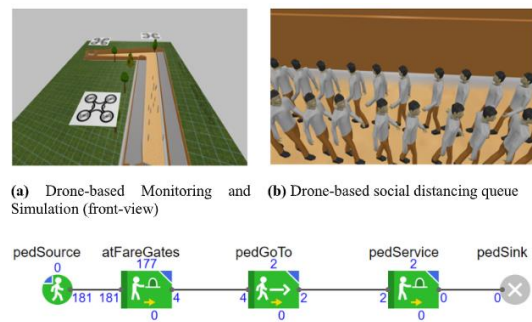 (a) Drone-based Monitoring and
Simulation (front-view)
(b) Drone-based social distancing queue
pedSource atFareGates pedGoTo pedService pedSink
0 177 2 2
181 181 4 4 2 2 0 0
0 0 0